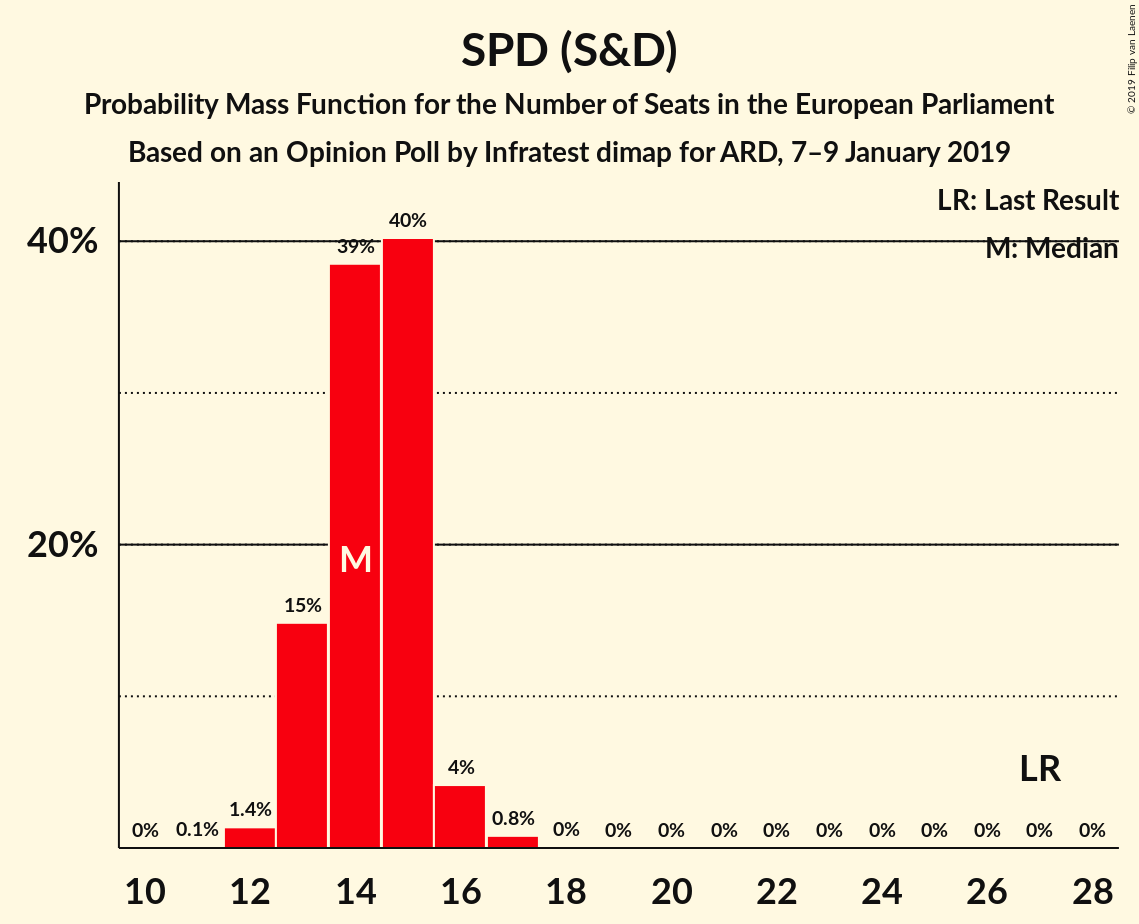 © 2019 Filip van Laenen
SPD (S&D)
Probability Mass Function for the Number of Seats in the European Parliament
Based on an Opinion Poll by Infratest dimap for ARD, 7–9 January 2019
LR: Last Result
M: Median
40%
20%
0% 0.1% 1.4% 15% 39% 40% 4% 0.8% 0% 0% 0% 0% 0% 0% 0% 0% 0% 0% 0%
M
LR
10 12 14 16 18 20 22 24 26 28